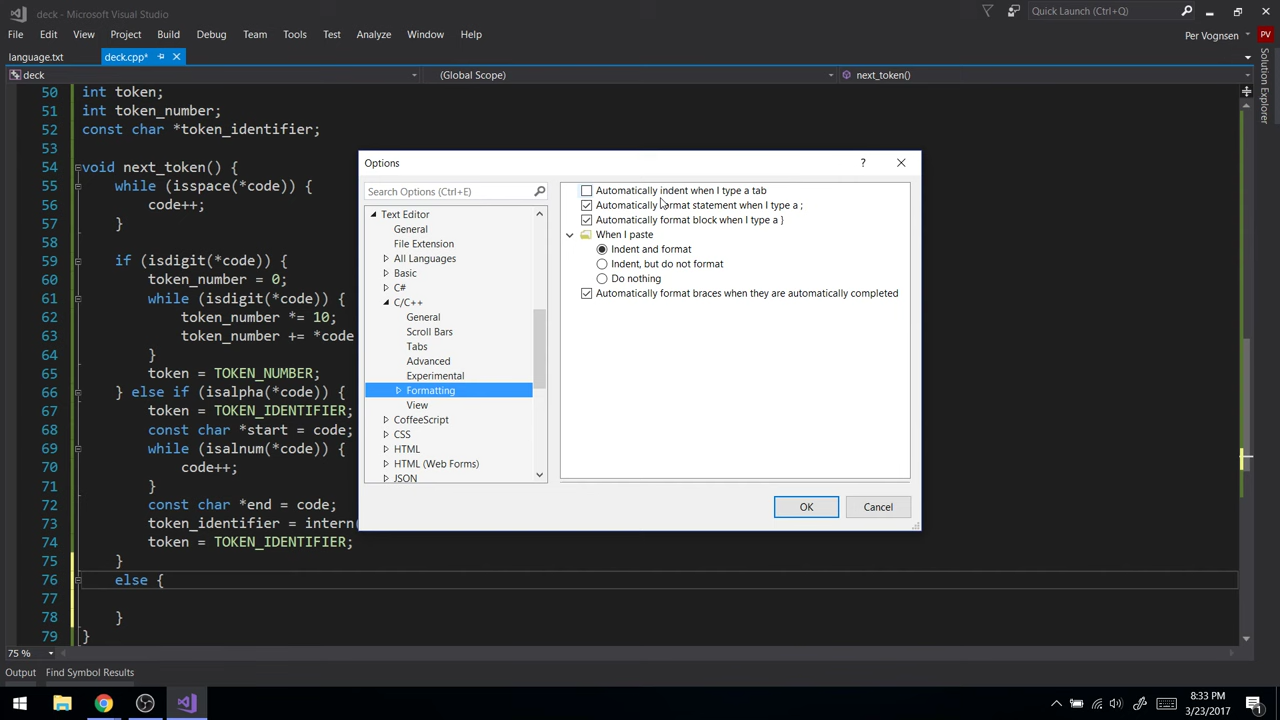 deck - Microsoft Visual Studio
Quick Launch (Ctrl+Q)
File Edit View Project Build Debug Team Tools Test Analyze Window Help
Per Vognsen PV
language.txt deck.cpp*
deck (Global Scope) next_token()
Solution Explorer
50 int token;
51 int token_number;
52 const char *token_identifier;
53
54 void next_token() {
55 while (isspace(*code)) {
56 code++;
57 }
58
59 if (isdigit(*code)) {
60 token_number = 0;
61 while (isdigit(*code)) {
62 token_number *= 10;
63 token_number += *code
64 }
65 token = TOKEN_NUMBER;
66 } else if (isalpha(*code)) {
67 token = TOKEN_IDENTIFIER;
68 const char *start = code;
69 while (isalnum(*code)) {
70 code++;
71 }
72 const char *end = code;
73 token_identifier = intern(
74 token = TOKEN_IDENTIFIER;
75 }
76 else {
77
78 }
79 }
Options
?
Search Options (Ctrl+E)
Text Editor
General
File Extension
All Languages
Basic
C#
C/C++
General
Scroll Bars
Tabs
Advanced
Experimental
Formatting
View
CoffeeScript
CSS
HTML
HTML (Web Forms)
JSON
Automatically indent when I type a tab
Automatically format statement when I type a ;
Automatically format block when I type a }
When I paste
Indent and format
Indent, but do not format
Do nothing
Automatically format braces when they are automatically completed
OK Cancel
75 %
Output Find Symbol Results
8:33 PM
3/23/2017
1